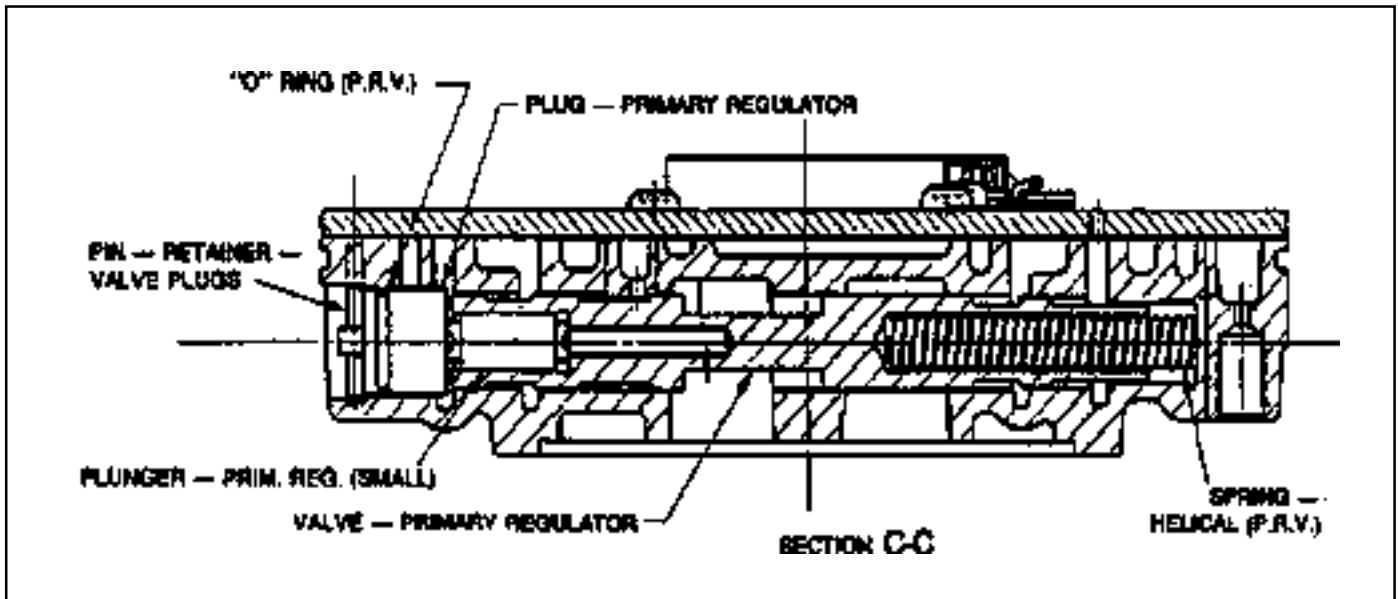 "O" RING (P.R.V.)
PLUG — PRIMARY REGULATOR
PIN — RETAINER —
VALVE PLUGS
PLUNGER — PRIM. REG. (SMALL)
VALVE — PRIMARY REGULATOR
SECTION C-C
SPRING —
HELICAL (P.R.V.)